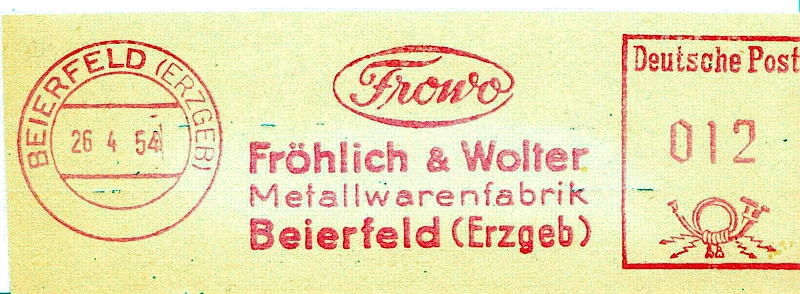 BEIERFELD (ERZGEB)
26 4 54
Frowo
Fröhlich & Wolter
Metallwarenfabrik
Beierfeld (Erzgeb)
Deutsche Post
012